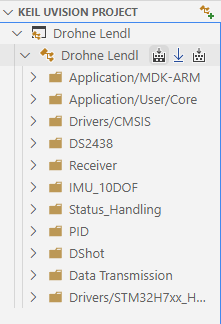 KEIL UVISION PROJECT
Drohne Lendl
Drohne Lendl
Application/MDK-ARM
Application/User/Core
Drivers/CMSIS
DS2438
Receiver
IMU_10DOF
Status_Handling
PID
DShot
Data Transmission
Drivers/STM32H7xx_H...